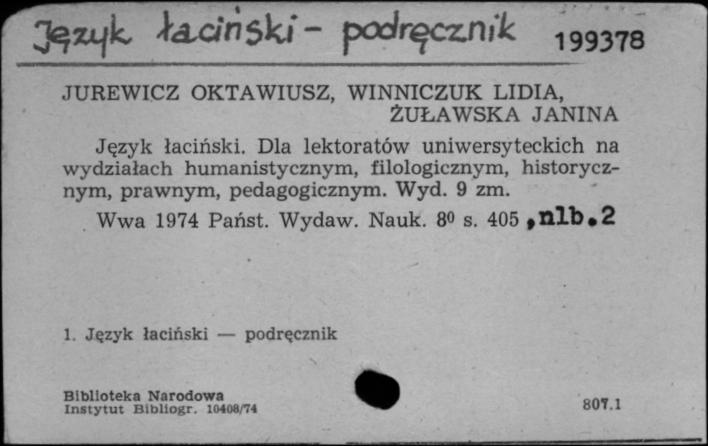 Język łaciński - podręcznik 199378
JUREWICZ OKTAWIUSZ, WINNICZUK LIDIA,
ŻUŁAWSKA JANINA
Język łaciński. Dla lektoratów uniwersyteckich na
wydziałach humanistycznym, filologicznym, historycz-
nym, prawnym, pedagogicznym. Wyd. 9 zm.
Wwa 1974 Państ. Wydaw. Nauk. 8⁰ s. 405 ,nlb.2
1. Język łaciński — podręcznik
Biblioteka Narodowa
Instytut Bibliogr. 10408/74 807.1